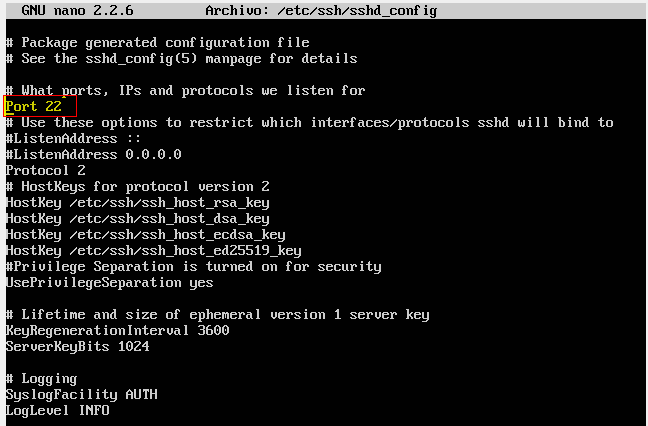 GNU nano 2.2.6 Archivo: /etc/ssh/sshd_config
# Package generated configuration file
# See the sshd_config(5) manpage for details
# What ports, IPs and protocols we listen for
Port 22
# Use these options to restrict which interfaces/protocols sshd will bind to
#ListenAddress ::
#ListenAddress 0.0.0.0
Protocol 2
# HostKeys for protocol version 2
HostKey /etc/ssh/ssh_host_rsa_key
HostKey /etc/ssh/ssh_host_dsa_key
HostKey /etc/ssh/ssh_host_ecdsa_key
HostKey /etc/ssh/ssh_host_ed25519_key
#Privilege Separation is turned on for security
UsePrivilegeSeparation yes
# Lifetime and size of ephemeral version 1 server key
KeyRegenerationInterval 3600
ServerKeyBits 1024
# Logging
SyslogFacility AUTH
LogLevel INFO